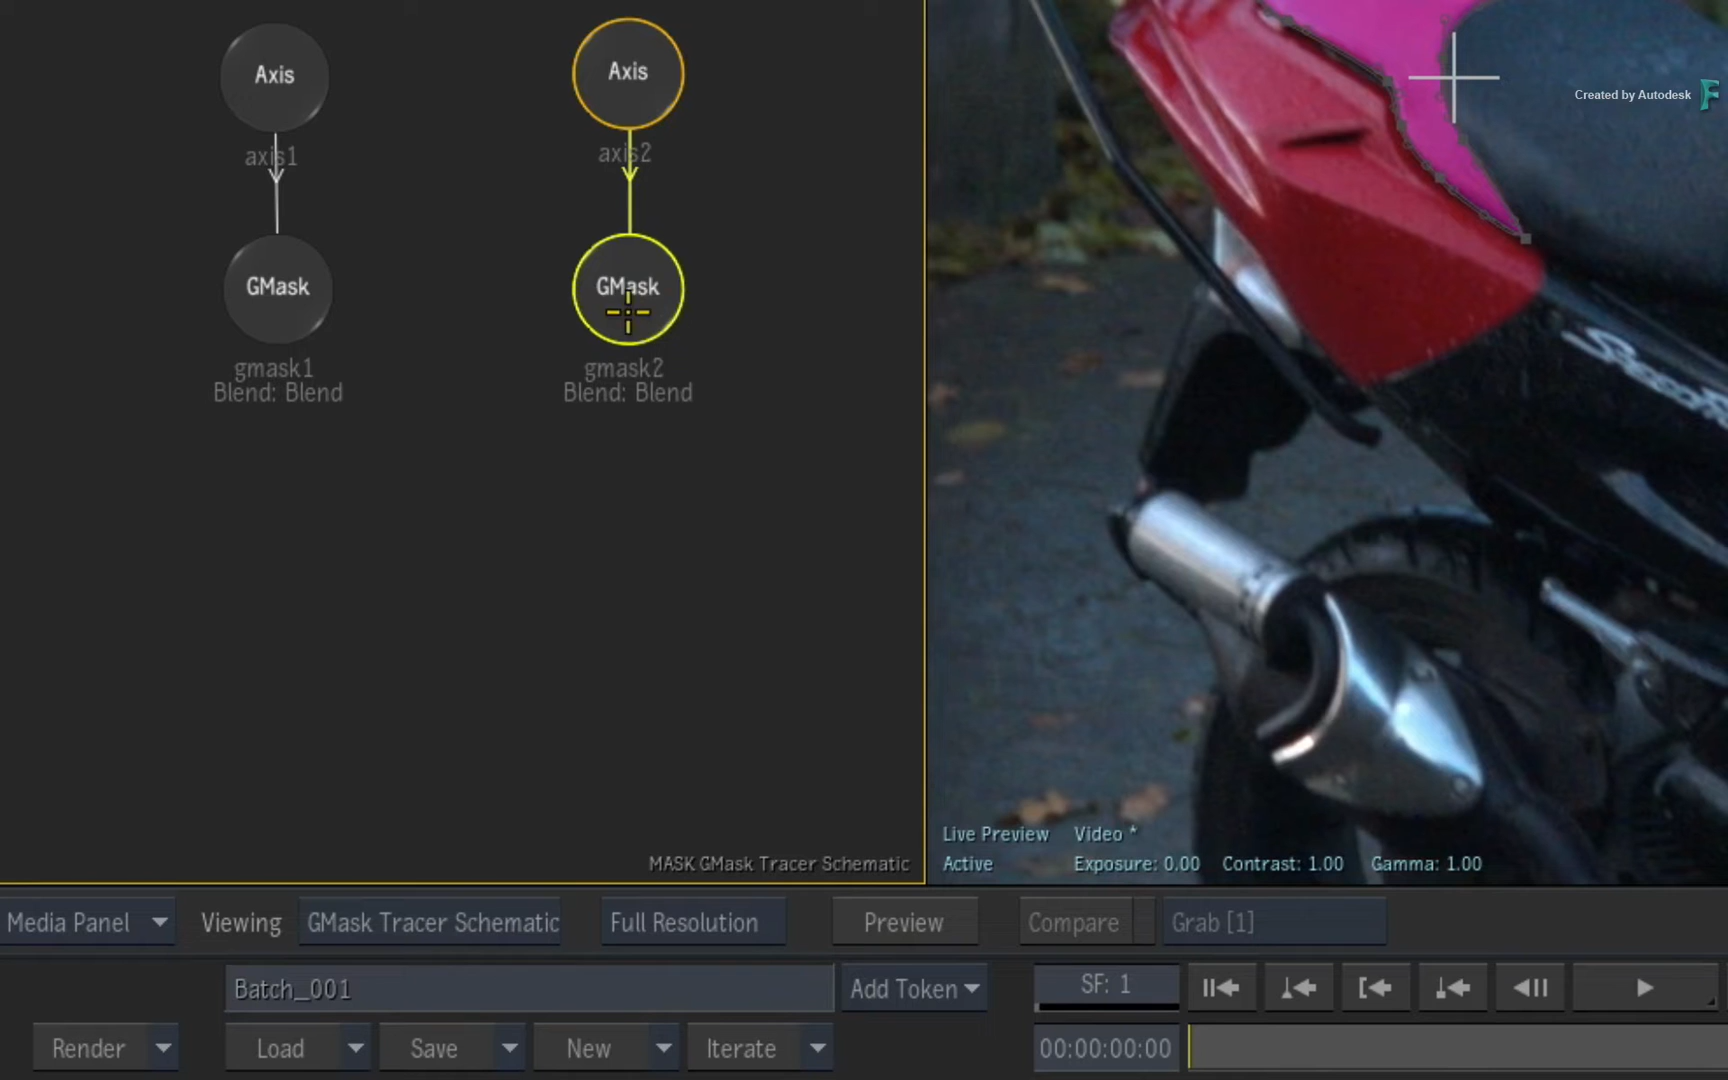 Axis
Axis
Created by Autodesk
axis1
axis2
GMask
GMask
gmask1
Blend: Blend
gmask2
Blend: Blend
Live Preview Video *
Active Exposure: 0.00 Contrast: 1.00 Gamma: 1.00
MASK GMask Tracer Schematic
Media Panel Viewing GMask Tracer Schematic Full Resolution Preview Compare Grab [1]
Batch_001 Add Token SF: 1
Render Load Save New Iterate 00:00:00:00